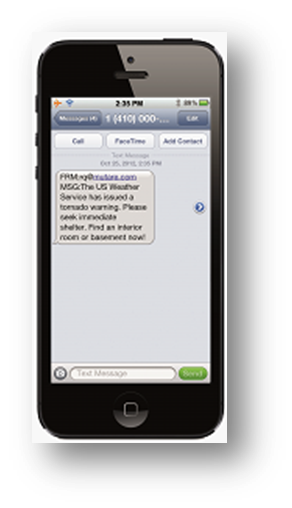 2:35 PM 89%
Messages (4) 1 (410) 000-... Edit
Call FaceTime Add Contact
Text Message
Oct 25, 2012, 2:35 PM
FRM:rq@mutare.com
MSG:The US Weather
Service has issued a
tornado warning. Please
seek immediate
shelter. Find an interior
room or basement now!
Text Message Send